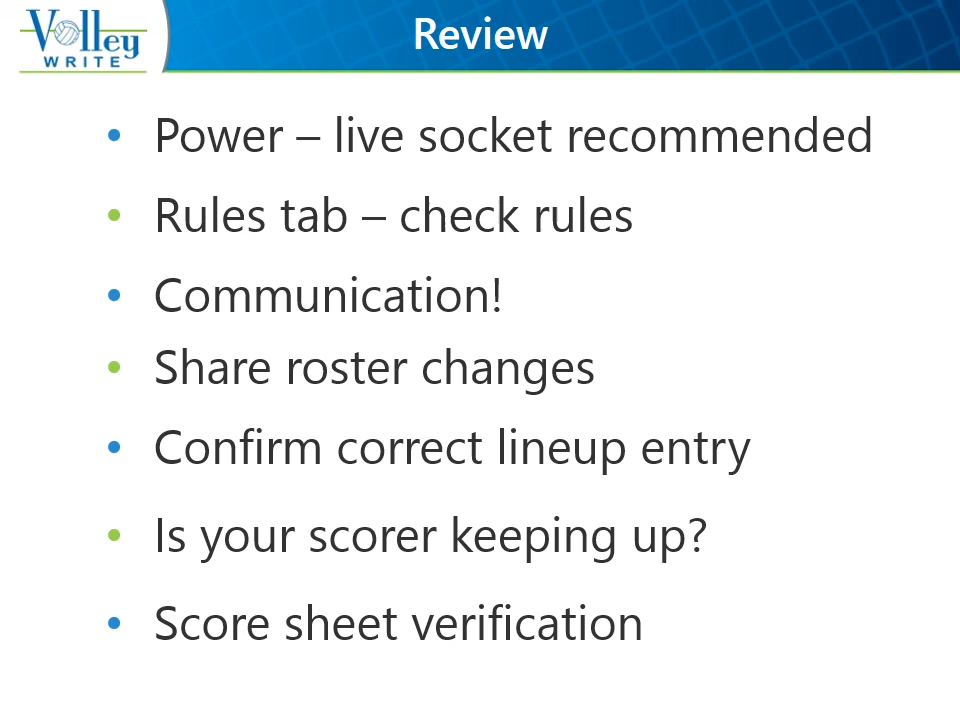 Volley
WRITE
Review
• Power – live socket recommended
• Rules tab – check rules
• Communication!
• Share roster changes
• Confirm correct lineup entry
• Is your scorer keeping up?
• Score sheet verification